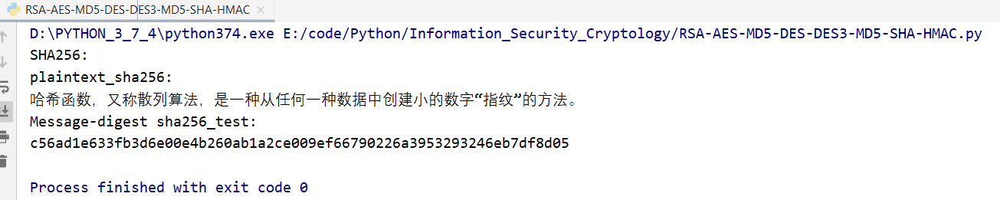 RSA-AES-MD5-DES-DES3-MD5-SHA-HMAC
D:\PYTHON_3_7_4\python374.exe E:/code/Python/Information_Security_Cryptology/RSA-AES-MD5-DES-DES3-MD5-SHA-HMAC.py
SHA256:
plaintext_sha256:
哈希函数，又称散列算法，是一种从任何一种数据中创建小的数字“指纹”的方法。
Message-digest sha256_test:
c56ad1e633fb3d6e00e4b260ab1a2ce009ef66790226a3953293246eb7df8d05
Process finished with exit code 0